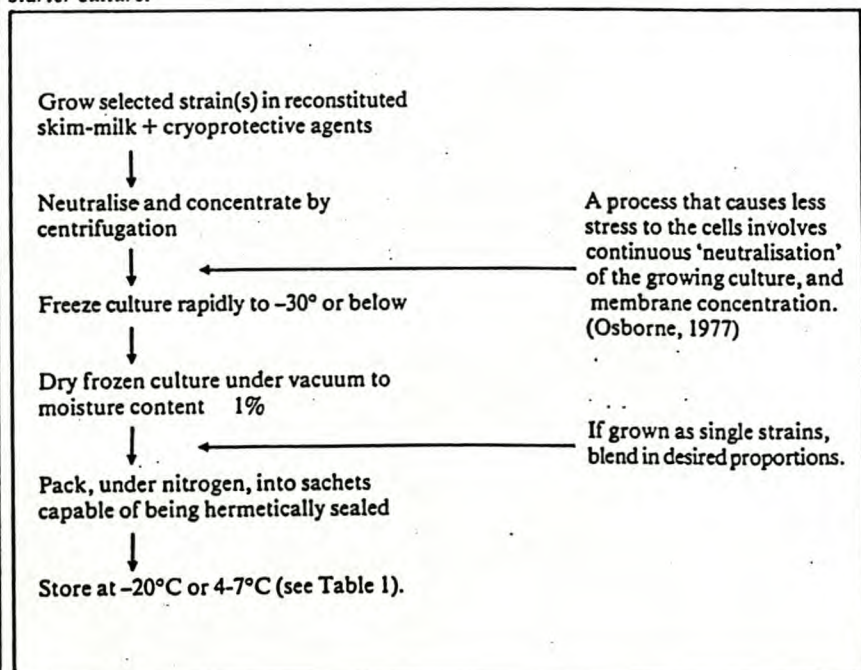 Grow selected strain(s) in reconstituted
skim-milk + cryoprotective agents
Neutralise and concentrate by
centrifugation
A process that causes less
stress to the cells involves
continuous 'neutralisation'
of the growing culture, and
membrane concentration.
(Osborne, 1977)
Freeze culture rapidly to –30° or below
Dry frozen culture under vacuum to
moisture content 1%
If grown as single strains,
blend in desired proportions.
Pack, under nitrogen, into sachets
capable of being hermetically sealed
Store at –20°C or 4-7°C (see Table 1).